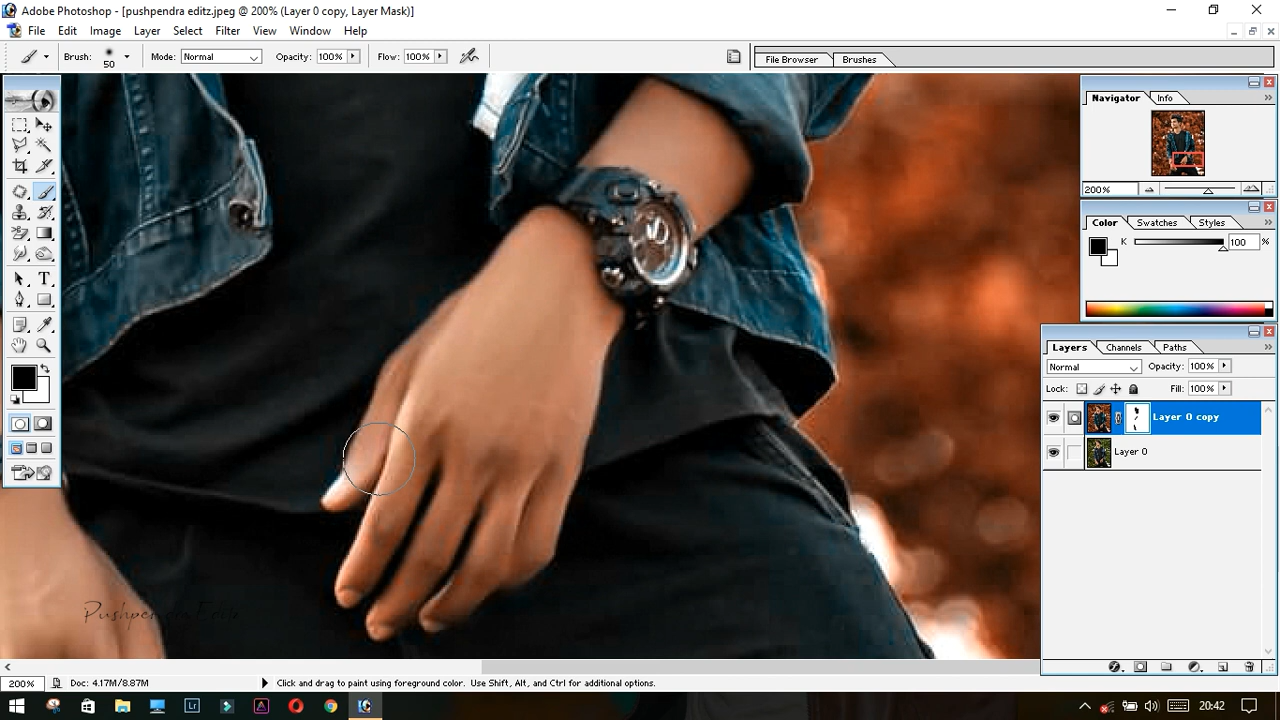 Adobe Photoshop - [pushpendra editz.jpeg @ 200% (Layer 0 copy, Layer Mask)]
File Edit Image Layer Select Filter View Window Help
Brush: 50 Mode: Normal Opacity: 100% Flow: 100% File Browser Brushes
Navigator Info
200%
Color Swatches Styles
K 100 %
Layers Channels Paths
Normal Opacity: 100%
Lock: Fill: 100%
Layer 0 copy
Layer 0
Pushpendra Editz
200% Doc: 4.17M/8.87M Click and drag to paint using foreground color. Use Shift, Alt, and Ctrl for additional options.
Lr 20:42